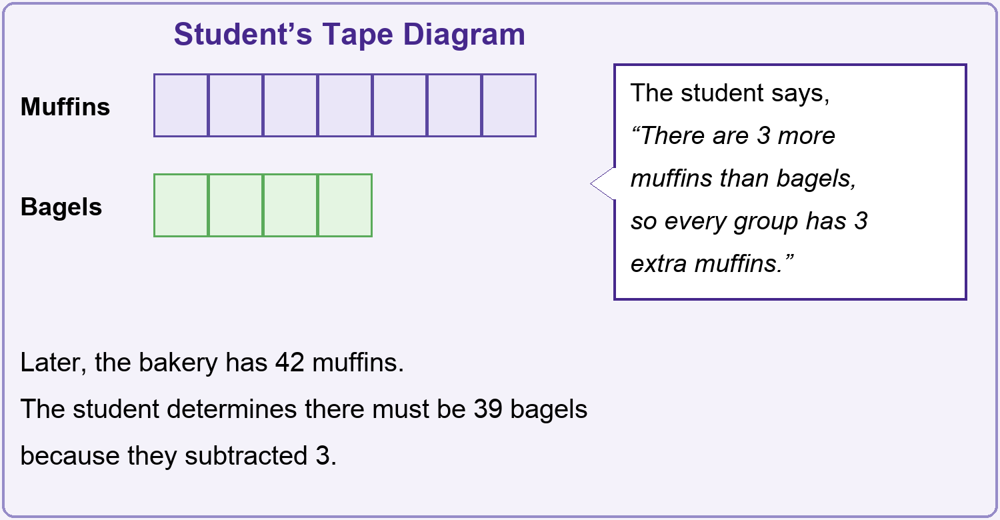 Student’s Tape Diagram
Muffins
Bagels
The student says,
“There are 3 more
muffins than bagels,
so every group has 3
extra muffins.”
Later, the bakery has 42 muffins.
The student determines there must be 39 bagels
because they subtracted 3.